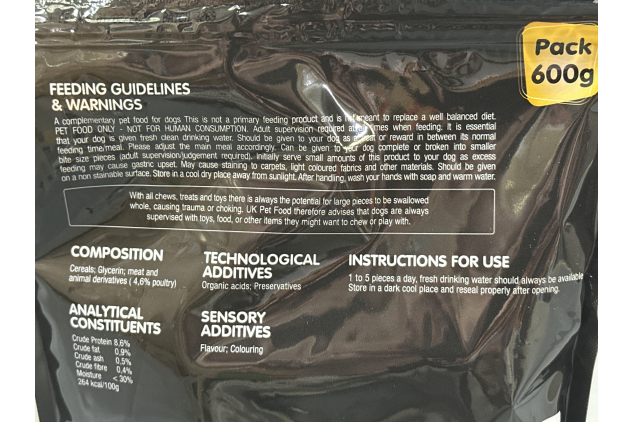 Pack
600g
FEEDING GUIDELINES
& WARNINGS
A complementary pet food for dogs This is not a primary feeding product and is not meant to replace a well balanced diet.
PET FOOD ONLY - NOT FOR HUMAN CONSUMPTION. Adult supervision required at all times when feeding. It is essential
that your dog is given fresh clean drinking water. Should be given to your dog as a treat or reward in between its normal
feeding time/meal. Please adjust the main meal accordingly. Can be given to your dog complete or broken into smaller
bite size pieces (adult supervision/judgement required). Initially serve small amounts of this product to your dog as excess
feeding may cause gastric upset. May cause staining to carpets, light coloured fabrics and other materials. Should be given
on a non stainable surface. Store in a cool dry place away from sunlight. After handling, wash your hands with soap and warm water.
With all chews, treats and toys there is always the potential for large pieces to be swallowed
whole, causing trauma or choking. UK Pet Food therefore advises that dogs are always
supervised with toys, food, or other items they might want to chew or play with.
COMPOSITION
Cereals; Glycerin; meat and
animal derivatives ( 4,6% poultry)
TECHNOLOGICAL
ADDITIVES
Organic acids; Preservatives
INSTRUCTIONS FOR USE
1 to 5 pieces a day, fresh drinking water should always be available
Store in a dark cool place and reseal properly after opening.
ANALYTICAL
CONSTITUENTS
Crude Protein 8,6%
Crude fat 0,9%
Crude ash 0.5%
Crude fibre 0,4%
Moisture < 30%
264 kcal/100g
SENSORY
ADDITIVES
Flavour; Colouring